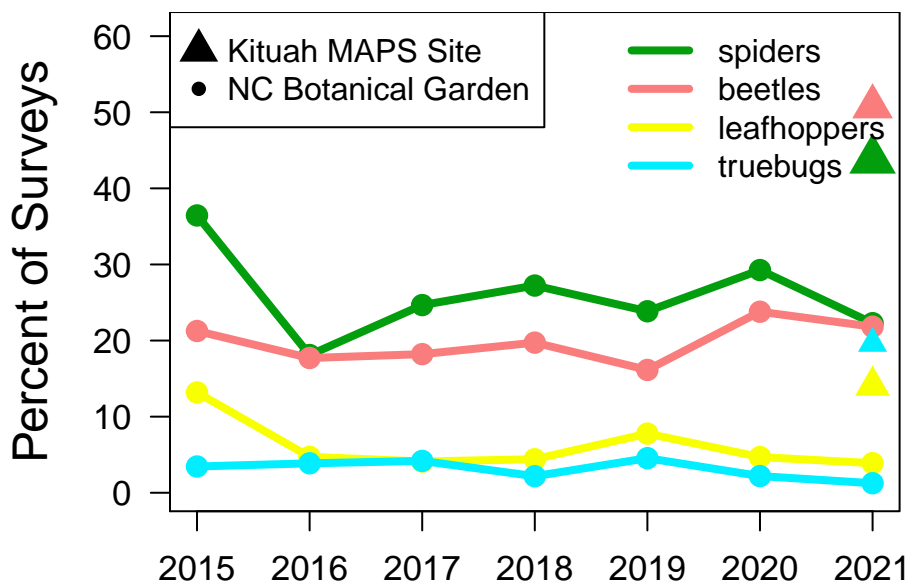 Percent of Surveys
60
50
40
30
20
10
0
Kituah MAPS Site
NC Botanical Garden
spiders
beetles
leafhoppers
truebugs
2015 2016 2017 2018 2019 2020 2021